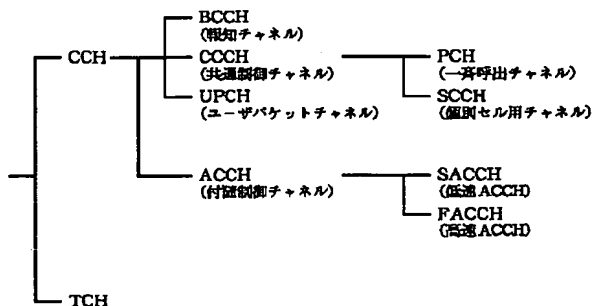 BCCH
(報知チャネル)
CCH
CCCH
(共通制御チャネル)
PCH
(一斉呼出チャネル)
UPCH
(ユーザパケットチャネル)
SCCH
(個別セル用チャネル)
ACCH
(付随制御チャネル)
SACCH
(低速ACCH)
FACCH
(高速ACCH)
TCH